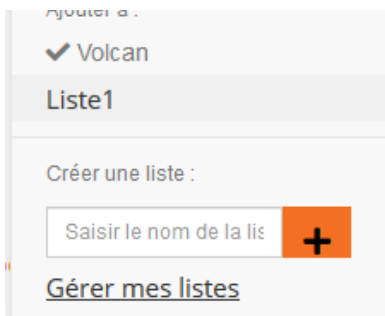 Ajouter à :
Volcan
Liste1
Créer une liste :
Saisir le nom de la lis
Gérer mes listes